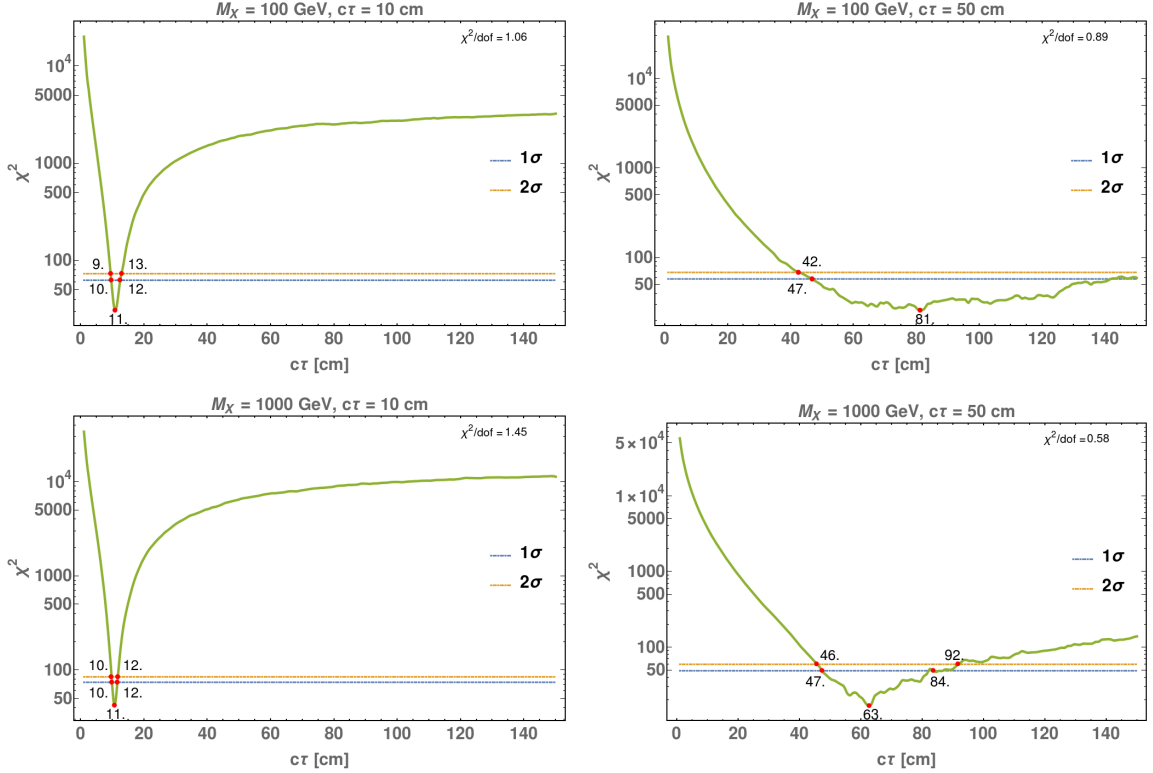 M_χ = 100 GeV, cτ = 10 cm
χ²/dof = 1.06
10⁴
5000
1000
500
100
50
χ²
1σ
2σ
9. 13.
10. 12.
11.
0 20 40 60 80 100 120 140
cτ [cm]
M_χ = 100 GeV, cτ = 50 cm
χ²/dof = 0.89
10⁴
5000
1000
500
100
50
χ²
1σ
2σ
42.
47.
81.
0 20 40 60 80 100 120 140
cτ [cm]
M_χ = 1000 GeV, cτ = 10 cm
χ²/dof = 1.45
10⁴
5000
1000
500
100
50
χ²
1σ
2σ
10. 12.
10. 12.
11.
0 20 40 60 80 100 120 140
cτ [cm]
M_χ = 1000 GeV, cτ = 50 cm
χ²/dof = 0.58
5 × 10⁴
1 × 10⁴
5000
1000
500
100
50
χ²
1σ
2σ
46. 92.
47. 84.
63.
0 20 40 60 80 100 120 140
cτ [cm]